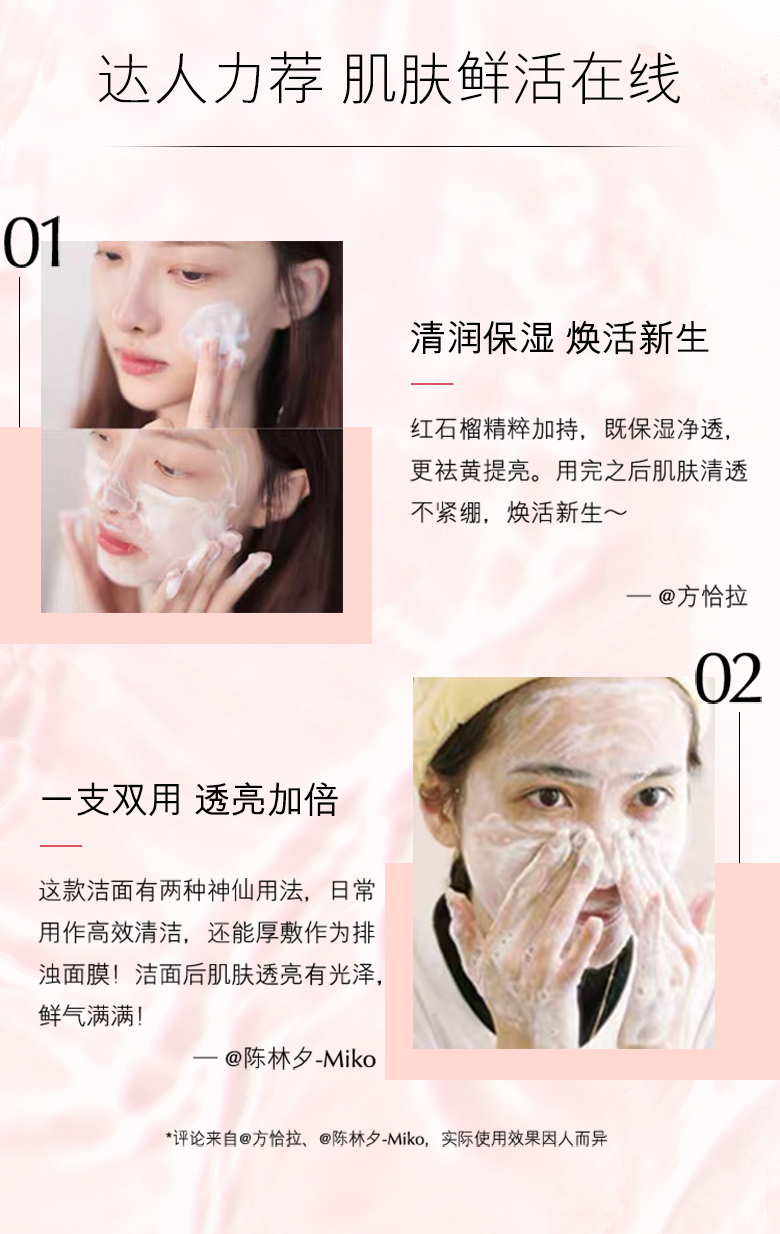 达人力荐 肌肤鲜活在线
01
清润保湿 焕活新生
红石榴精粹加持，既保湿净透，
更祛黄提亮。用完之后肌肤清透
不紧绷，焕活新生～
— @方恰拉
02
一支双用 透亮加倍
这款洁面有两种神仙用法，日常
用作高效清洁，还能厚敷作为排
浊面膜！洁面后肌肤透亮有光泽，
鲜气满满！
— @陈林夕-Miko
*评论来自@方恰拉、@陈林夕-Miko，实际使用效果因人而异